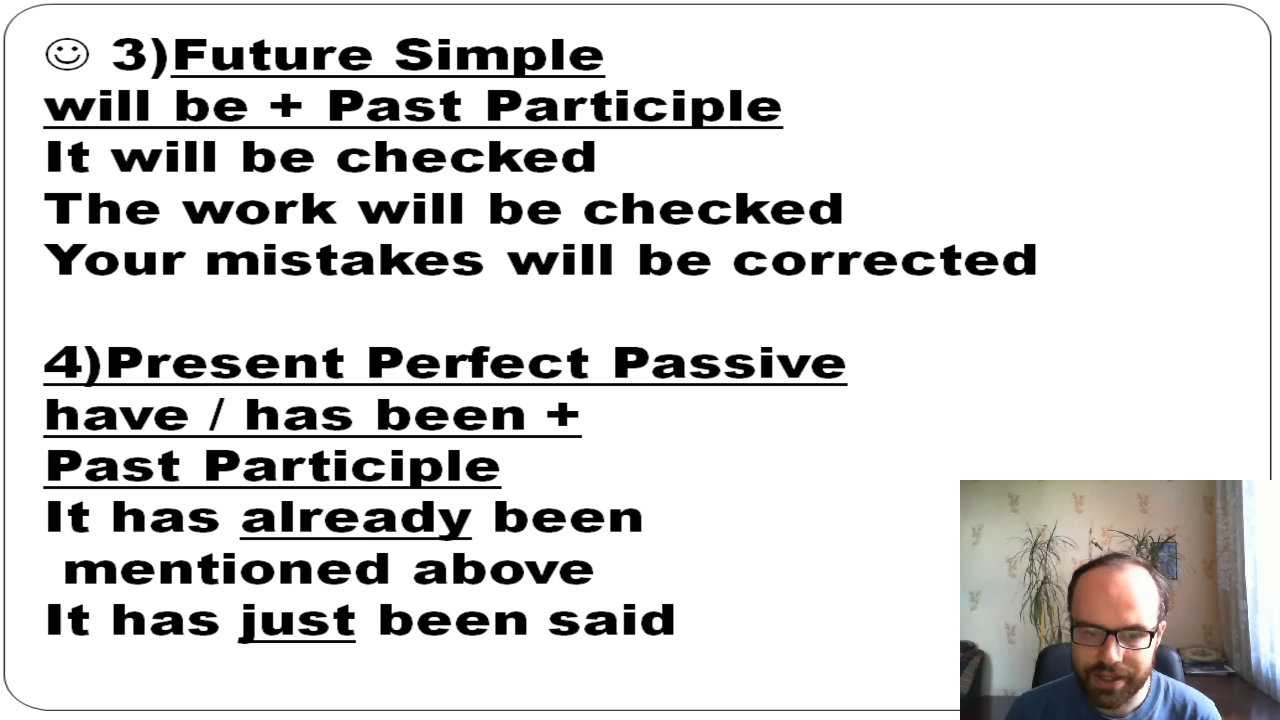 ☺ 3)Future Simple
will be + Past Participle
It will be checked
The work will be checked
Your mistakes will be corrected
4)Present Perfect Passive
have / has been +
Past Participle
It has already been
mentioned above
It has just been said